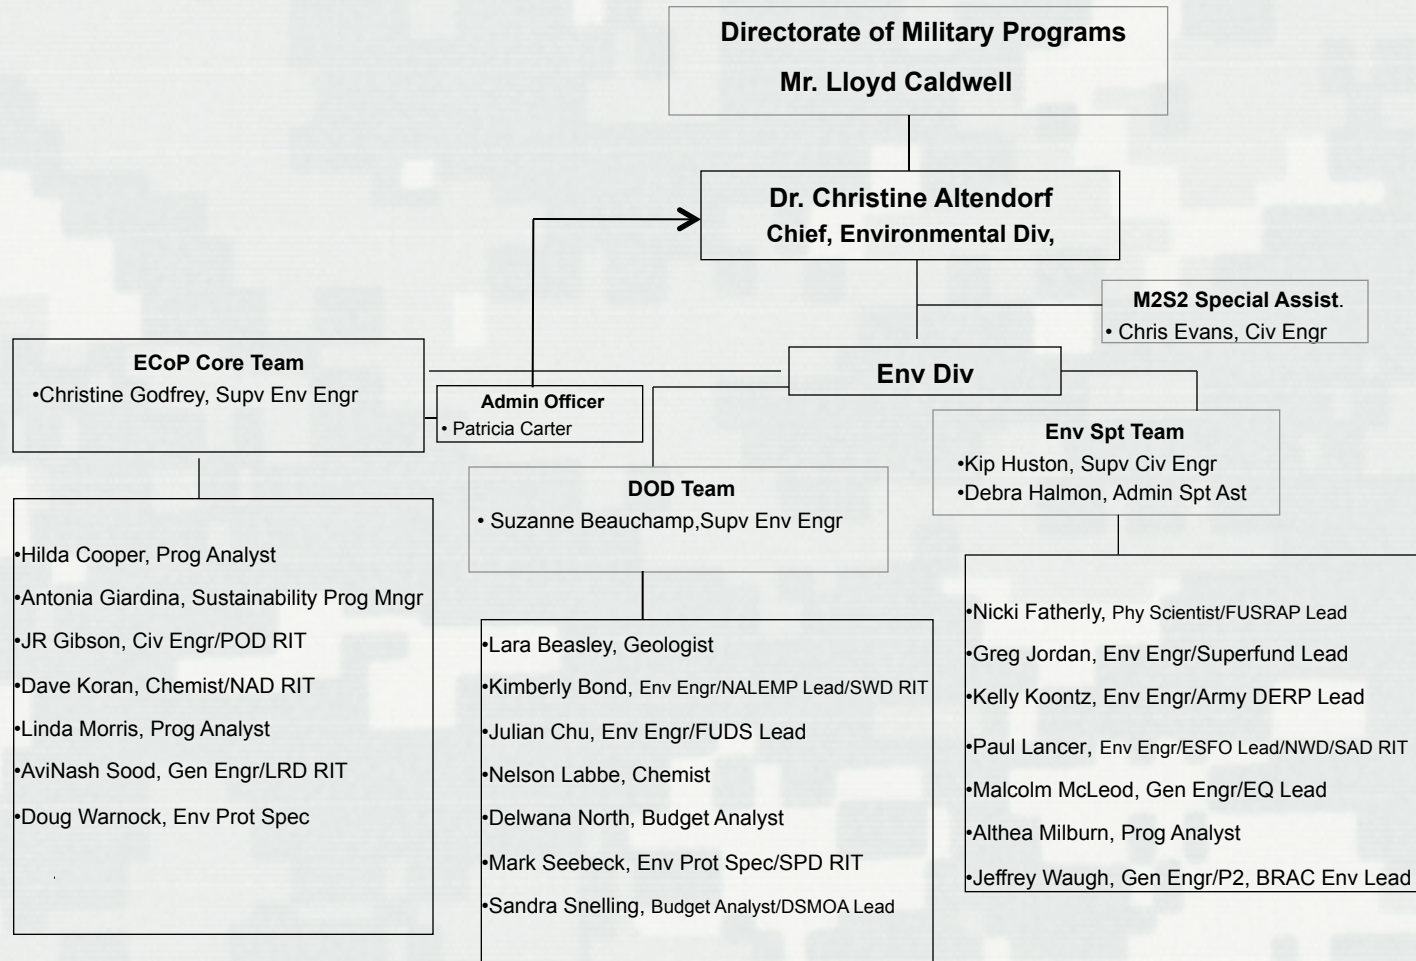 Directorate of Military Programs
Mr. Lloyd Caldwell
Dr. Christine Altendorf
Chief, Environmental Div,
M2S2 Special Assist.
• Chris Evans, Civ Engr
Env Div
ECoP Core Team
•Christine Godfrey, Supv Env Engr
Admin Officer
• Patricia Carter
DOD Team
• Suzanne Beauchamp,Supv Env Engr
Env Spt Team
•Kip Huston, Supv Civ Engr
•Debra Halmon, Admin Spt Ast
•Hilda Cooper, Prog Analyst
•Antonia Giardina, Sustainability Prog Mngr
•JR Gibson, Civ Engr/POD RIT
•Dave Koran, Chemist/NAD RIT
•Linda Morris, Prog Analyst
•AviNash Sood, Gen Engr/LRD RIT
•Doug Warnock, Env Prot Spec
•Lara Beasley, Geologist
•Kimberly Bond, Env Engr/NALEMP Lead/SWD RIT
•Julian Chu, Env Engr/FUDS Lead
•Nelson Labbe, Chemist
•Delwana North, Budget Analyst
•Mark Seebeck, Env Prot Spec/SPD RIT
•Sandra Snelling, Budget Analyst/DSMOA Lead
•Nicki Fatherly, Phy Scientist/FUSRAP Lead
•Greg Jordan, Env Engr/Superfund Lead
•Kelly Koontz, Env Engr/Army DERP Lead
•Paul Lancer, Env Engr/ESFO Lead/NWD/SAD RIT
•Malcolm McLeod, Gen Engr/EQ Lead
•Althea Milburn, Prog Analyst
•Jeffrey Waugh, Gen Engr/P2, BRAC Env Lead